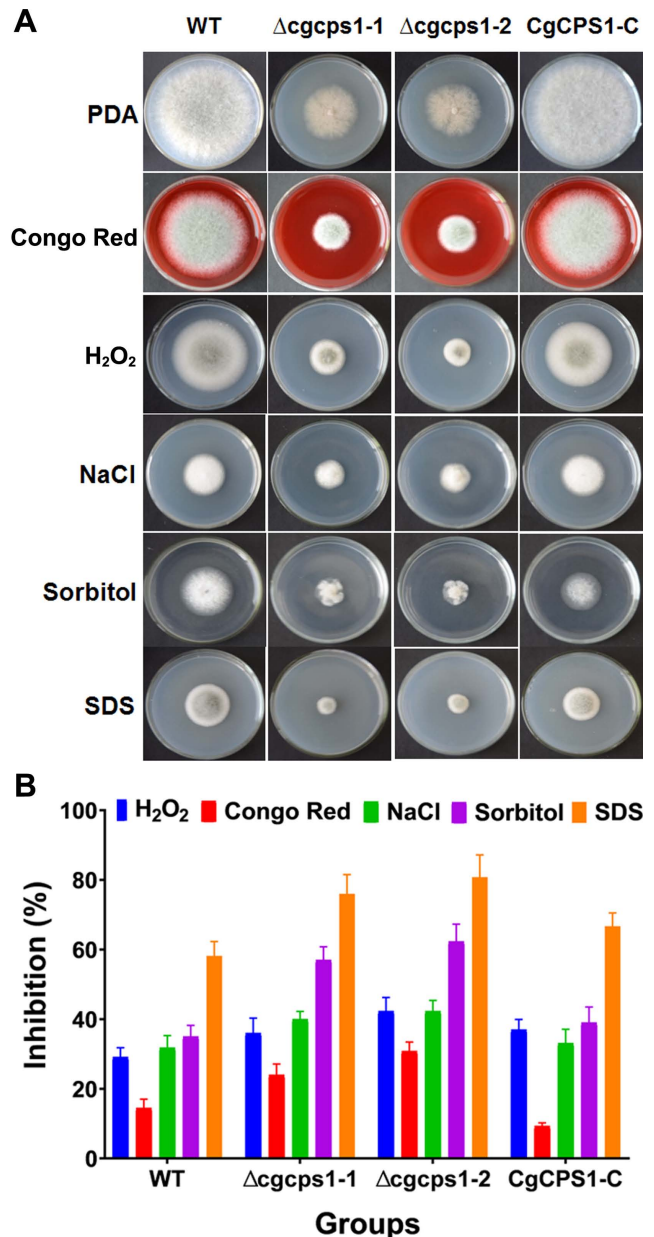 A
WT Δcgcps1-1 Δcgcps1-2 CgCPS1-C
PDA
Congo Red
H₂O₂
NaCl
Sorbitol
SDS
B
H₂O₂ Congo Red NaCl Sorbitol SDS
100
80
60
40
20
0
Inhibition (%)
WT Δcgcps1-1 Δcgcps1-2 CgCPS1-C
Groups